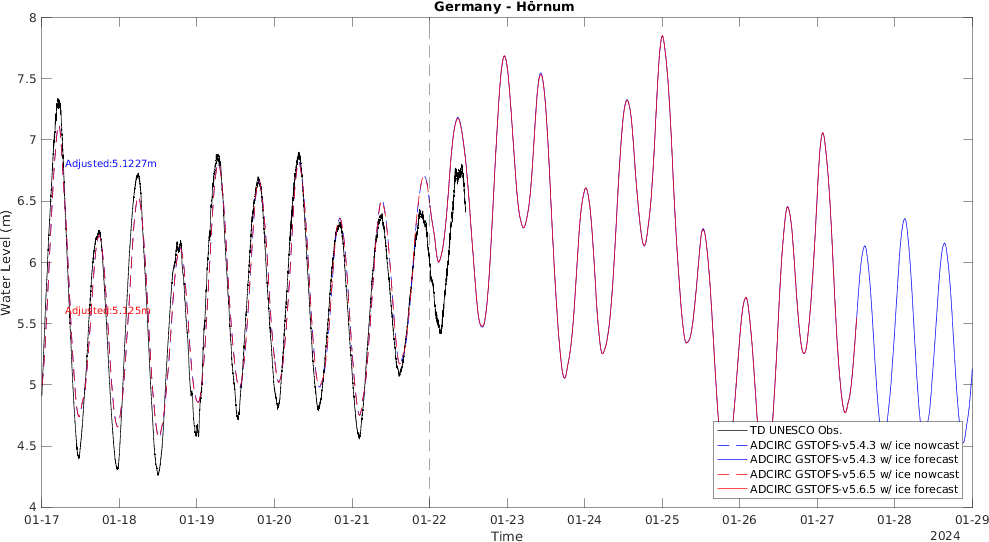 Germany - Hörnum
8
7.5
7
6.5
6
5.5
5
4.5
4
Water Level (m)
Adjusted:5.1227m
Adjusted:5.125m
TD UNESCO Obs.
ADCIRC GSTOFS-v5.4.3 w/ ice nowcast
ADCIRC GSTOFS-v5.4.3 w/ ice forecast
ADCIRC GSTOFS-v5.6.5 w/ ice nowcast
ADCIRC GSTOFS-v5.6.5 w/ ice forecast
01-17 01-18 01-19 01-20 01-21 01-22 01-23 01-24 01-25 01-26 01-27 01-28 01-29
Time
2024